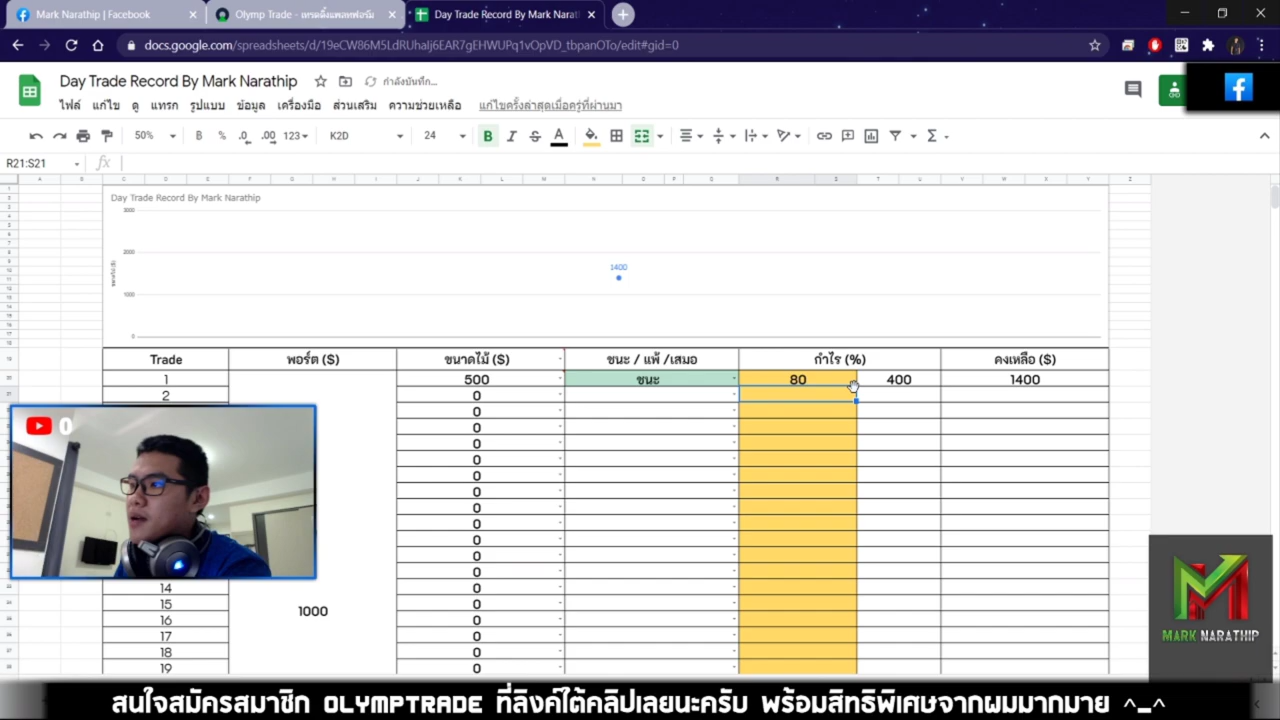 Mark Narathip | Facebook
Olymp Trade - เทรดดิ้งแพลทฟอร์ม
Day Trade Record By Mark Narat
docs.google.com/spreadsheets/d/19eCW86M5LdRUhaIj6EAR7gEHWUPq1vOpVD_tbpanOTo/edit#gid=0
Day Trade Record By Mark Narathip
กำลังบันทึก...
ไฟล์ แก้ไข ดู แทรก รูปแบบ ข้อมูล เครื่องมือ ส่วนเสริม ความช่วยเหลือ แก้ไขครั้งล่าสุดเมื่อครู่ที่ผ่านมา
50% B % .0 .00 123 K2D 24 B I S A
R21:S21 fx
Day Trade Record By Mark Narathip
3000
2000
1400
1000
0
Trade พอร์ต ($) ขนาดไม้ ($) ชนะ / แพ้ /เสมอ กำไร (%) คงเหลือ ($)
1 500 ชนะ 80 400 1400
2 0
0
0
0
0
0
0
0
0
0
0
0
14 0
15 0
1000
16 0
17 0
18 0
19 0
0
MARK NARATHIP
สนใจสมัครสมาชิก OLYMPTRADE ที่ลิงค์ใต้คลิปเลยนะครับ พร้อมสิทธิพิเศษจากผมมากมาย ^_^